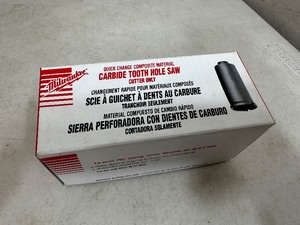 Milwaukee
QUICK CHANGE COMPOSITE MATERIAL
CARBIDE TOOTH HOLE SAW
CUTTER ONLY
CHANGEMENT RAPIDE POUR MATÉRIAUX COMPOSÉS
SCIE À GUICHET À DENTS AU CARBURE
TRANCHEUR SEULEMENT
MATERIAL COMPUESTO DE CAMBIO RÁPIDO
SIERRA PERFORADORA CON DIENTES DE CARBURO
CORTADORA SOLAMENTE